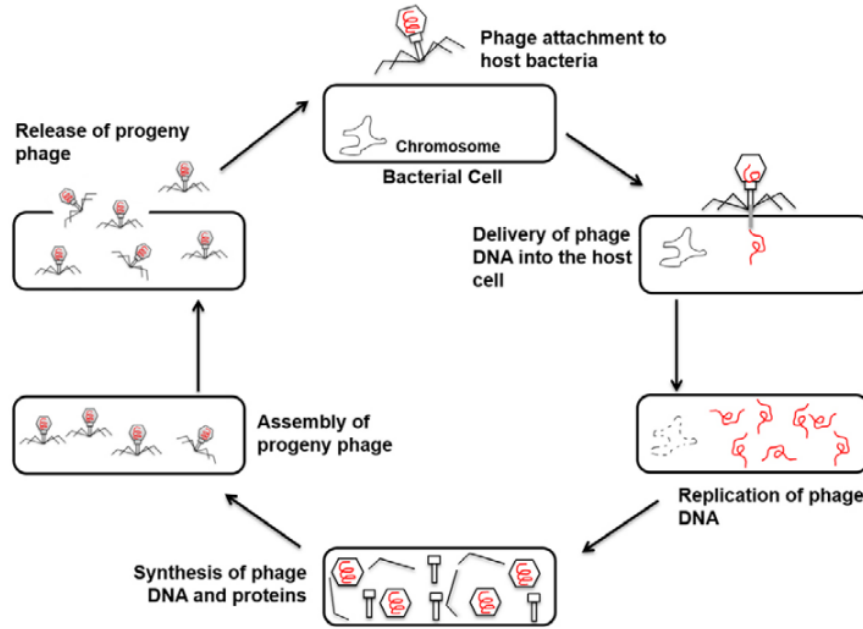 Phage attachment to
host bacteria
Chromosome
Bacterial Cell
Delivery of phage
DNA into the host
cell
Replication of phage
DNA
Synthesis of phage
DNA and proteins
Assembly of
progeny phage
Release of progeny
phage